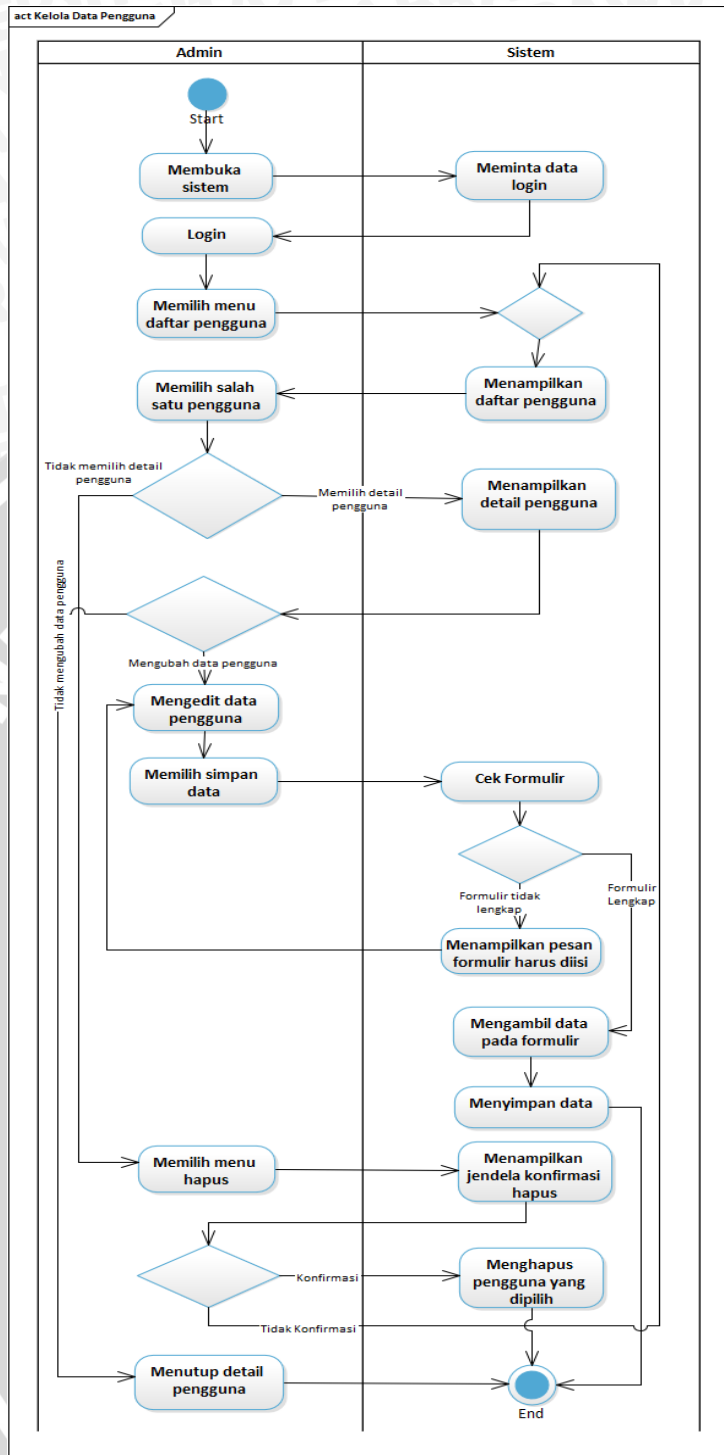 act Kelola Data Pengguna
Admin
Sistem
Start
Membuka
sistem
Meminta data
login
Login
Memilih menu
daftar pengguna
Memilih salah
satu pengguna
Menampilkan
daftar pengguna
Tidak memilih detail
pengguna
Memilih detail
pengguna
Menampilkan
detail pengguna
Tidak mengubah data pengguna
Mengubah data pengguna
Mengedit data
pengguna
Memilih simpan
data
Cek Formulir
Formulir tidak
lengkap
Formulir
Lengkap
Menampilkan pesan
formulir harus diisi
Mengambil data
pada formulir
Menyimpan data
Memilih menu
hapus
Menampilkan
jendela konfirmasi
hapus
Konfirmasi
Menghapus
pengguna yang
dipilih
Tidak Konfirmasi
Menutup detail
pengguna
End